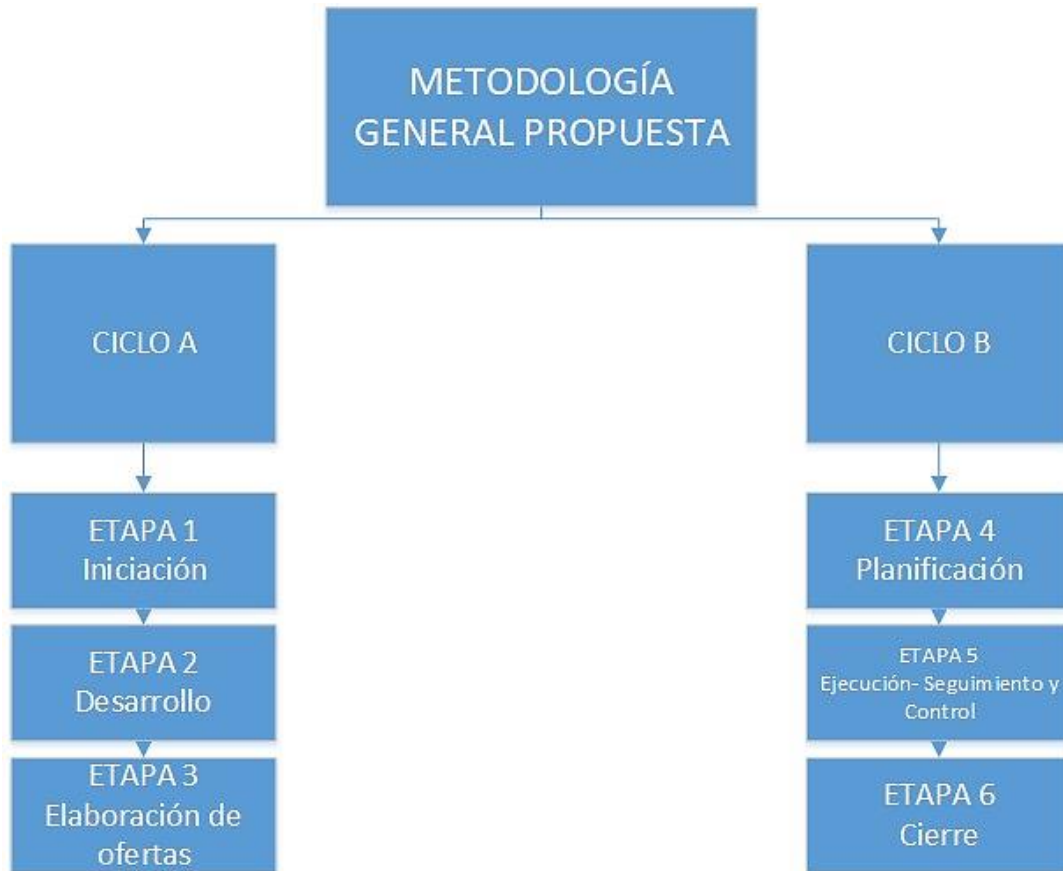 METODOLOGÍA
GENERAL PROPUESTA
CICLO A
CICLO B
ETAPA 1
Iniciación
ETAPA 4
Planificación
ETAPA 2
Desarrollo
ETAPA 5
Ejecución- Seguimiento y
Control
ETAPA 3
Elaboración de
ofertas
ETAPA 6
Cierre